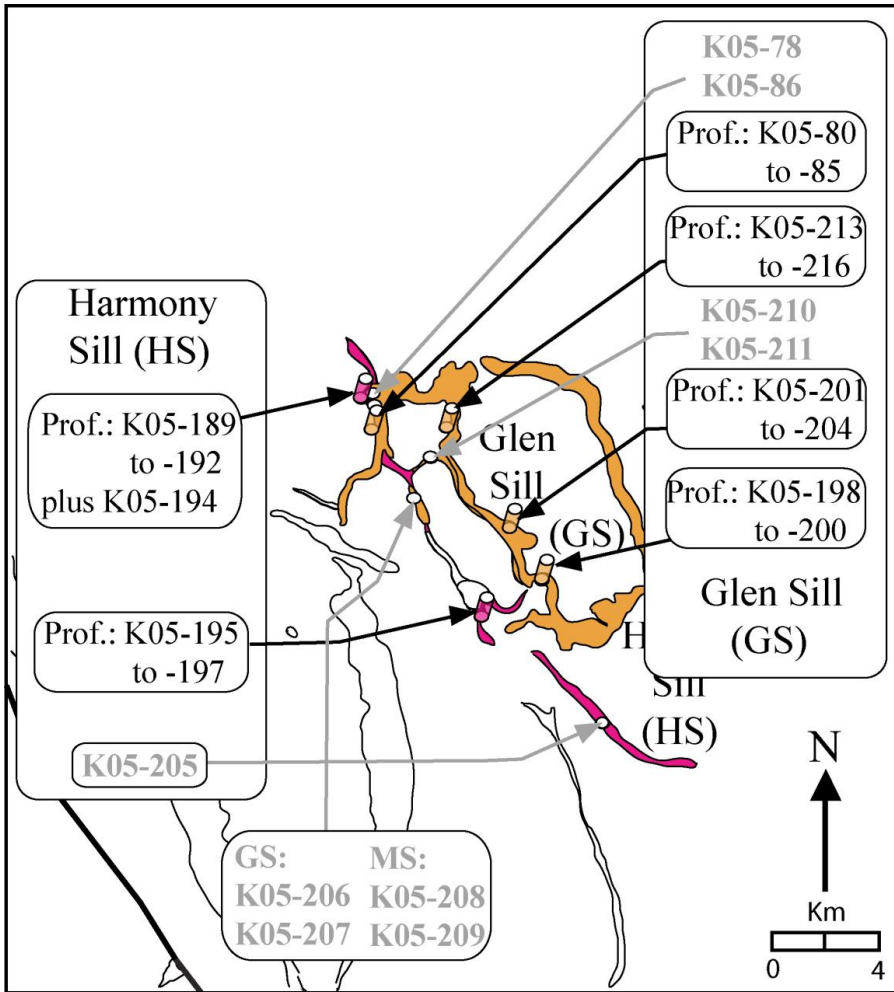 K05-78
K05-86
Prof.: K05-80
to -85
Prof.: K05-213
to -216
K05-210
K05-211
Prof.: K05-201
to -204
Prof.: K05-198
to -200
Glen Sill
(GS)
Harmony
Sill (HS)
Prof.: K05-189
to -192
plus K05-194
Prof.: K05-195
to -197
K05-205
Glen
Sill
(GS)
H
Sill
(HS)
GS:
K05-206
K05-207
MS:
K05-208
K05-209
N
Km
0 4